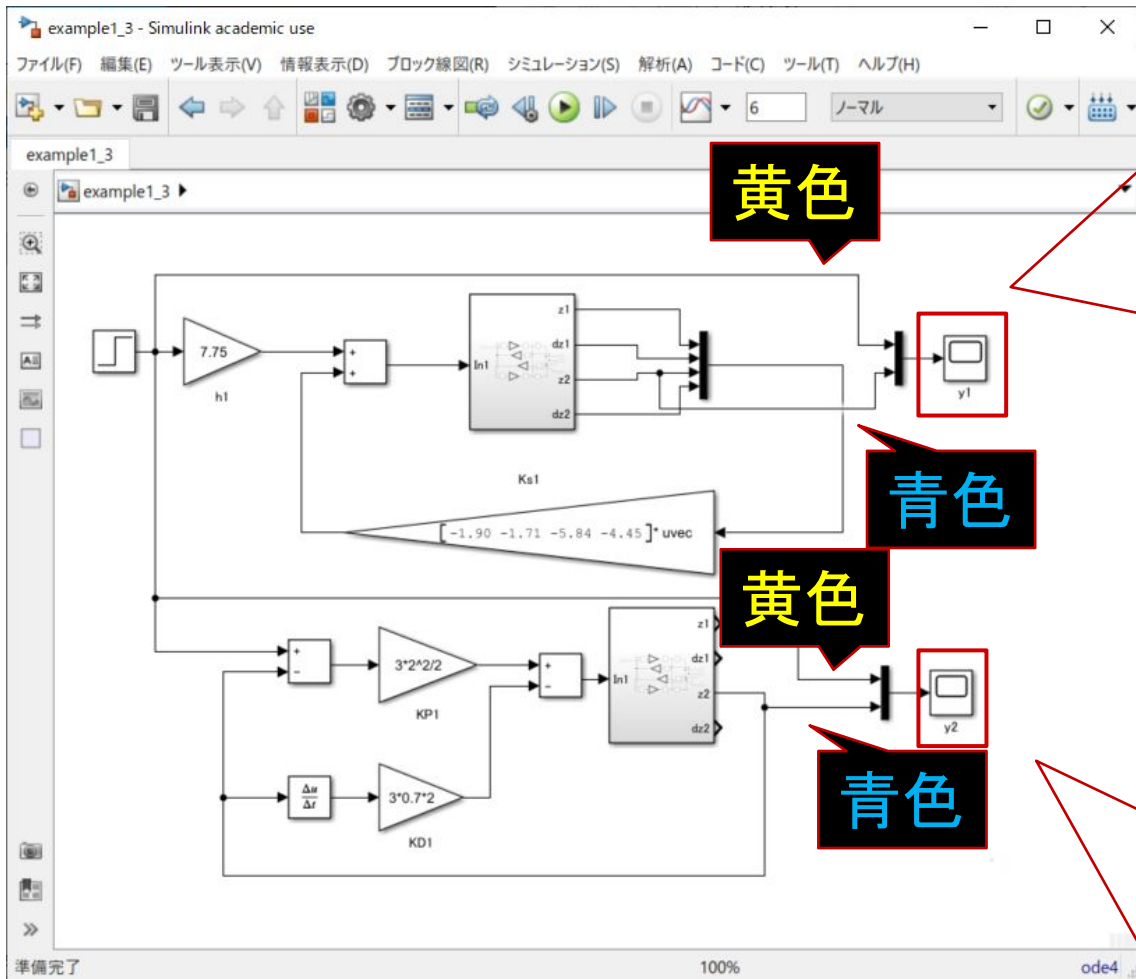 example1_3 - Simulink academic use
ファイル(F) 編集(E) ツール表示(V) 情報表示(D) ブロック線図(R) シミュレーション(S) 解析(A) コード(C) ツール(T) ヘルプ(H)
6 ノーマル
example1_3
example1_3
黄色
7.75
h1
+
+
In1
z1
dz1
z2
dz2
y1
青色
Ks1
[ -1.90 -1.71 -5.84 -4.45 ]* uvec
黄色
+
−
3*2^2/2
KP1
+
−
In1
z1
dz1
z2
dz2
y2
青色
Δu
Δt
3*0.7*2
KD1
準備完了 100% ode4